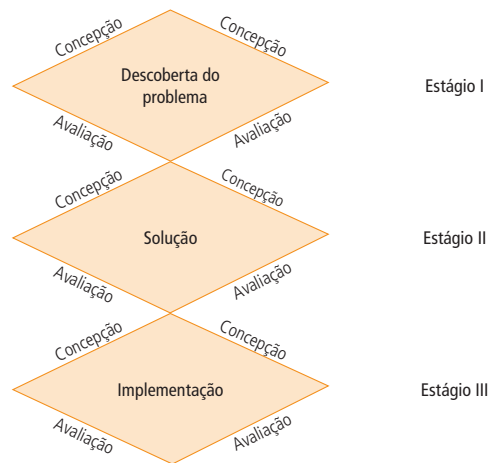 Concepção
Concepção
Descoberta do
problema
Estágio I
Avaliação
Avaliação
Concepção
Concepção
Solução
Estágio II
Avaliação
Avaliação
Concepção
Concepção
Implementação
Estágio III
Avaliação
Avaliação